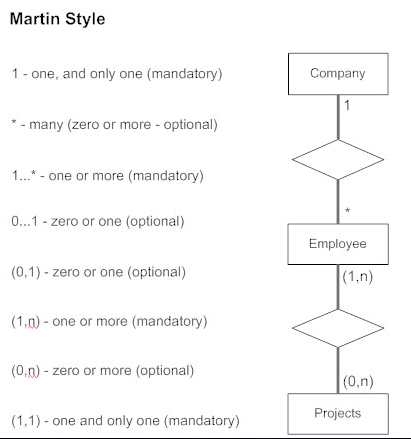 Martin Style
1 - one, and only one (mandatory)
* - many (zero or more - optional)
1...* - one or more (mandatory)
0...1 - zero or one (optional)
(0,1) - zero or one (optional)
(1,n) - one or more (mandatory)
(0,n) - zero or more (optional)
(1,1) - one and only one (mandatory)
Company
1
*
Employee
(1,n)
(0,n)
Projects